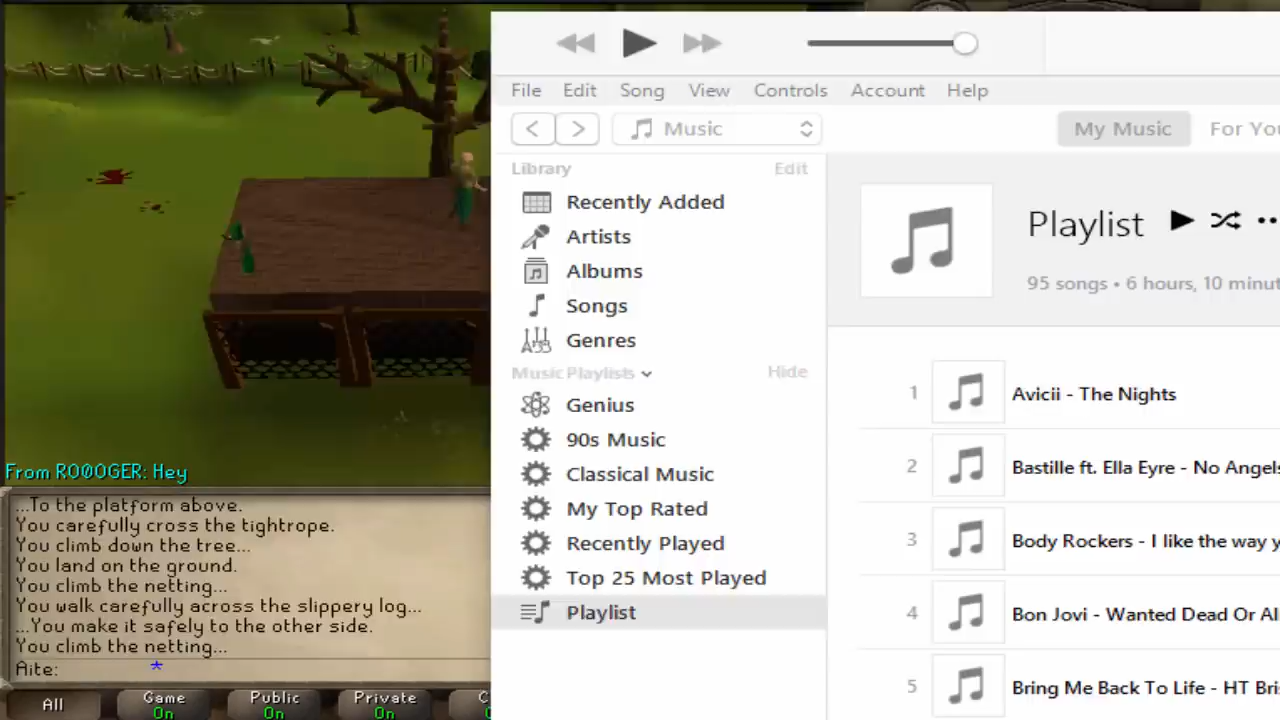 File Edit Song View Controls Account Help
Music
My Music For You
Library Edit
Recently Added
Artists
Albums
Songs
Genres
Music Playlists Hide
Genius
90s Music
Classical Music
My Top Rated
Recently Played
Top 25 Most Played
Playlist
Playlist
95 songs • 6 hours, 10 minut
1 Avicii - The Nights
2 Bastille ft. Ella Eyre - No Angels
3 Body Rockers - I like the way y
4 Bon Jovi - Wanted Dead Or Al
5 Bring Me Back To Life - HT Bri
From RO0OGER: Hey
...To the platform above.
You carefully cross the tightrope.
You climb down the tree...
You land on the ground.
You climb the netting...
You walk carefully across the slippery log...
...You make it safely to the other side.
You climb the netting...
Aite: *
All
Game On
Public On
Private On